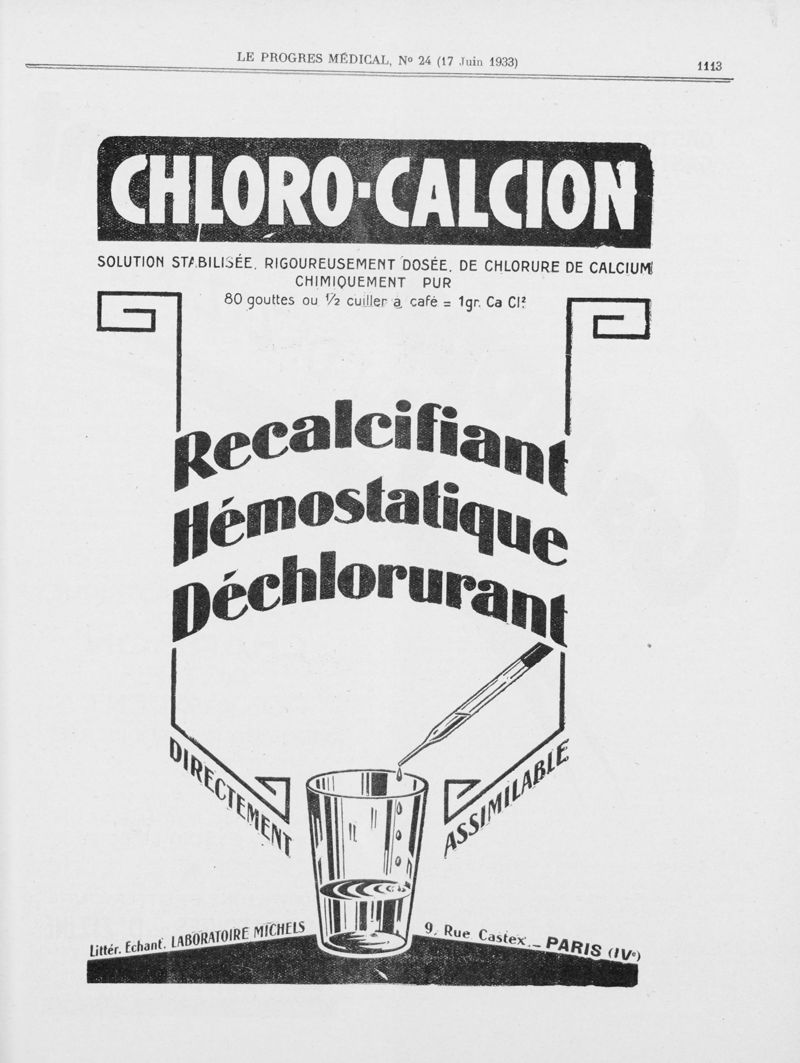 LE PROGRES MÉDICAL, Nº 24 (17 Juin 1933)
1113
CHLORO-CALCION
SOLUTION STABILISÉE, RIGOUREUSEMENT DOSÉE, DE CHLORURE DE CALCIUM
CHIMIQUEMENT PUR
80 gouttes ou 1/2 cuiller à café = 1gr. Ca Cl²
Recalcifiant
Hémostatique
Déchlorurant
DIRECTEMENT
ASSIMILABLE
Littér. Echant. LABORATOIRE MICHELS
9, Rue Castex _ PARIS (IVe)